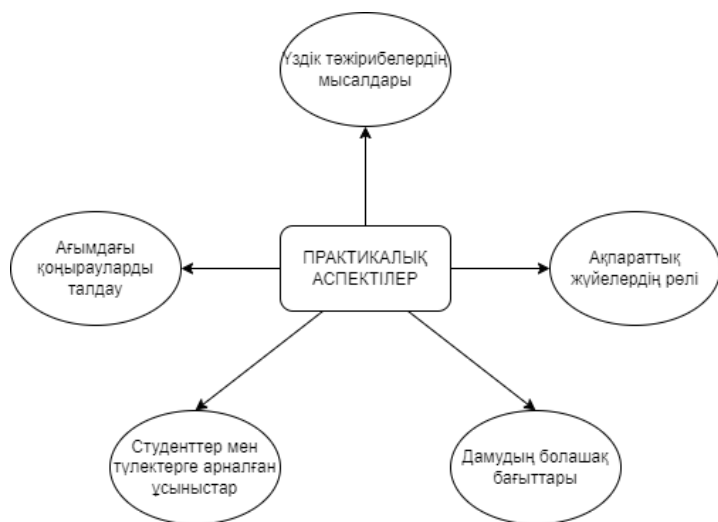 Үздік тәжірибелердің
мысалдары
Ағымдағы
қоңырауларды
талдау
ПРАКТИКАЛЫҚ
АСПЕКТІЛЕР
Ақпараттық
жүйелердің рөлі
Студенттер мен
түлектерге арналған
ұсыныстар
Дамудың болашақ
бағыттары